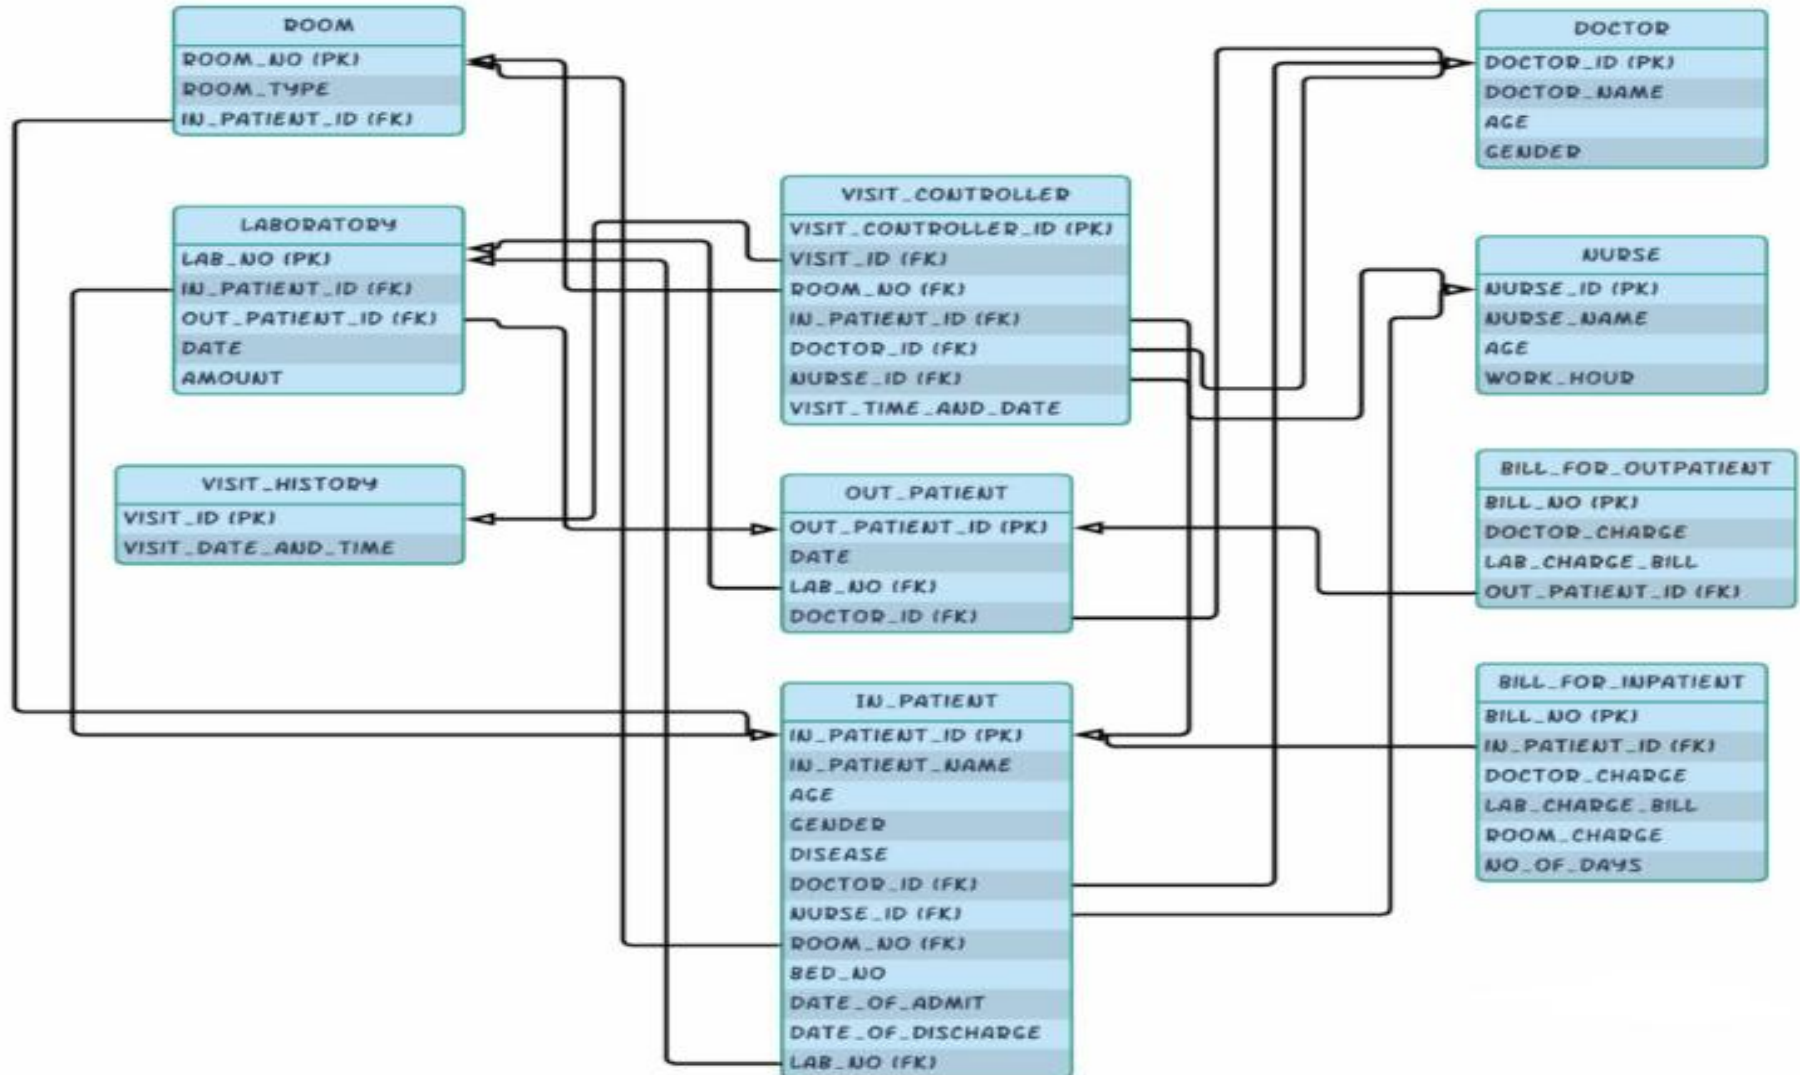 ROOM
ROOM_NO (PK)
ROOM_TYPE
IN_PATIENT_ID (FK)
LABORATORY
LAB_NO (PK)
IN_PATIENT_ID (FK)
OUT_PATIENT_ID (FK)
DATE
AMOUNT
VISIT_HISTORY
VISIT_ID (PK)
VISIT_DATE_AND_TIME
VISIT_CONTROLLER
VISIT_CONTROLLER_ID (PK)
VISIT_ID (FK)
ROOM_NO (FK)
IN_PATIENT_ID (FK)
DOCTOR_ID (FK)
NURSE_ID (FK)
VISIT_TIME_AND_DATE
OUT_PATIENT
OUT_PATIENT_ID (PK)
DATE
LAB_NO (FK)
DOCTOR_ID (FK)
IN_PATIENT
IN_PATIENT_ID (PK)
IN_PATIENT_NAME
AGE
GENDER
DISEASE
DOCTOR_ID (FK)
NURSE_ID (FK)
ROOM_NO (FK)
BED_NO
DATE_OF_ADMIT
DATE_OF_DISCHARGE
LAB_NO (FK)
DOCTOR
DOCTOR_ID (PK)
DOCTOR_NAME
AGE
GENDER
NURSE
NURSE_ID (PK)
NURSE_NAME
AGE
WORK_HOUR
BILL_FOR_OUTPATIENT
BILL_NO (PK)
DOCTOR_CHARGE
LAB_CHARGE_BILL
OUT_PATIENT_ID (FK)
BILL_FOR_INPATIENT
BILL_NO (PK)
IN_PATIENT_ID (FK)
DOCTOR_CHARGE
LAB_CHARGE_BILL
ROOM_CHARGE
NO_OF_DAYS